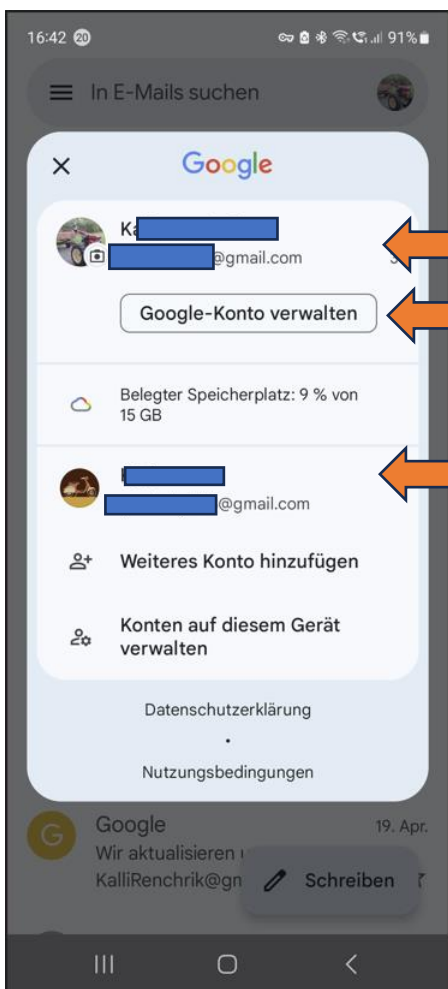 16:42 20 91%
In E-Mails suchen
Google
Ka
@gmail.com
Google-Konto verwalten
Belegter Speicherplatz: 9 % von
15 GB
@gmail.com
Weiteres Konto hinzufügen
Konten auf diesem Gerät
verwalten
Datenschutzerklärung
•
Nutzungsbedingungen
G Google 19. Apr.
Wir aktualisieren
KalliRenchrik@gm
Schreiben